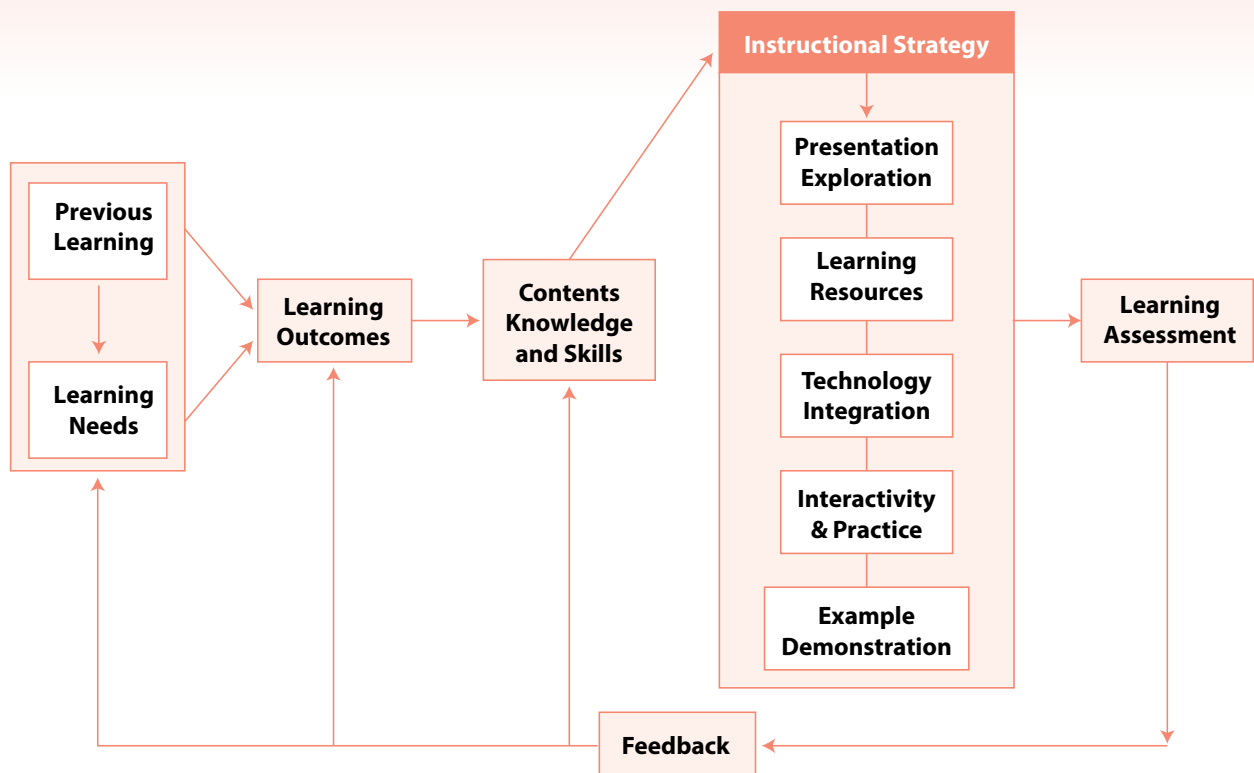 Instructional Strategy
Presentation
Exploration
Previous
Learning
Learning
Resources
Learning
Outcomes
Contents
Knowledge
and Skills
Learning
Assessment
Learning
Needs
Technology
Integration
Interactivity
& Practice
Example
Demonstration
Feedback